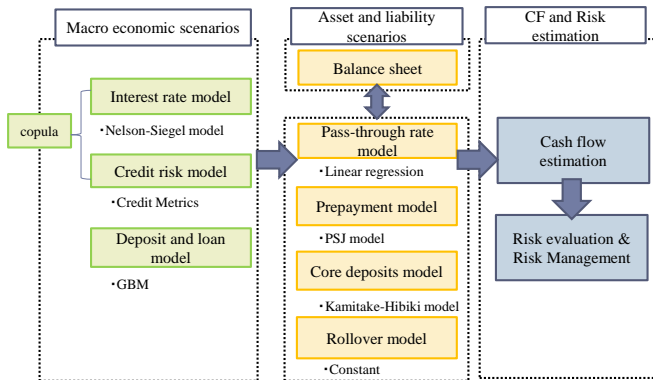 Macro economic scenarios
copula
Interest rate model
・Nelson-Siegel model
Credit risk model
・Credit Metrics
Deposit and loan
model
・GBM
Asset and liability
scenarios
Balance sheet
Pass-through rate
model
・Linear regression
Prepayment model
・PSJ model
Core deposits model
・Kamitake-Hibiki model
Rollover model
・Constant
CF and Risk
estimation
Cash flow
estimation
Risk evaluation &
Risk Management